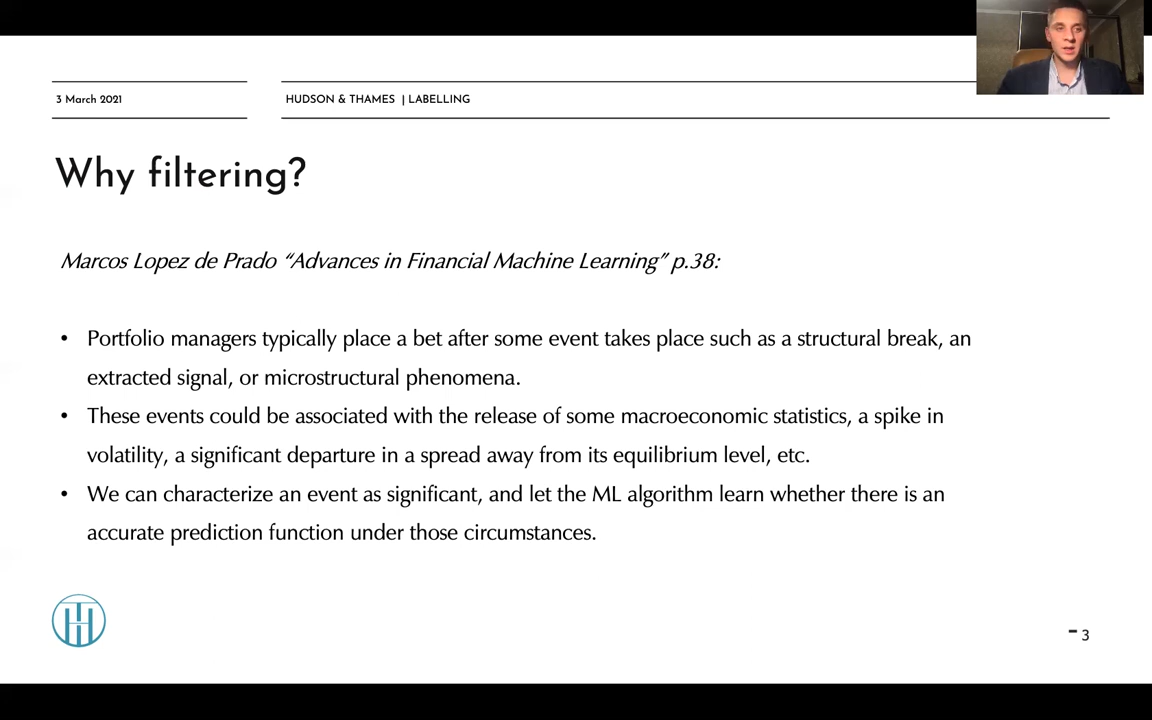 3 March 2021
HUDSON & THAMES | LABELLING
Why filtering?
Marcos Lopez de Prado “Advances in Financial Machine Learning” p.38:
• Portfolio managers typically place a bet after some event takes place such as a structural break, an
extracted signal, or microstructural phenomena.
• These events could be associated with the release of some macroeconomic statistics, a spike in
volatility, a significant departure in a spread away from its equilibrium level, etc.
• We can characterize an event as significant, and let the ML algorithm learn whether there is an
accurate prediction function under those circumstances.
- 3